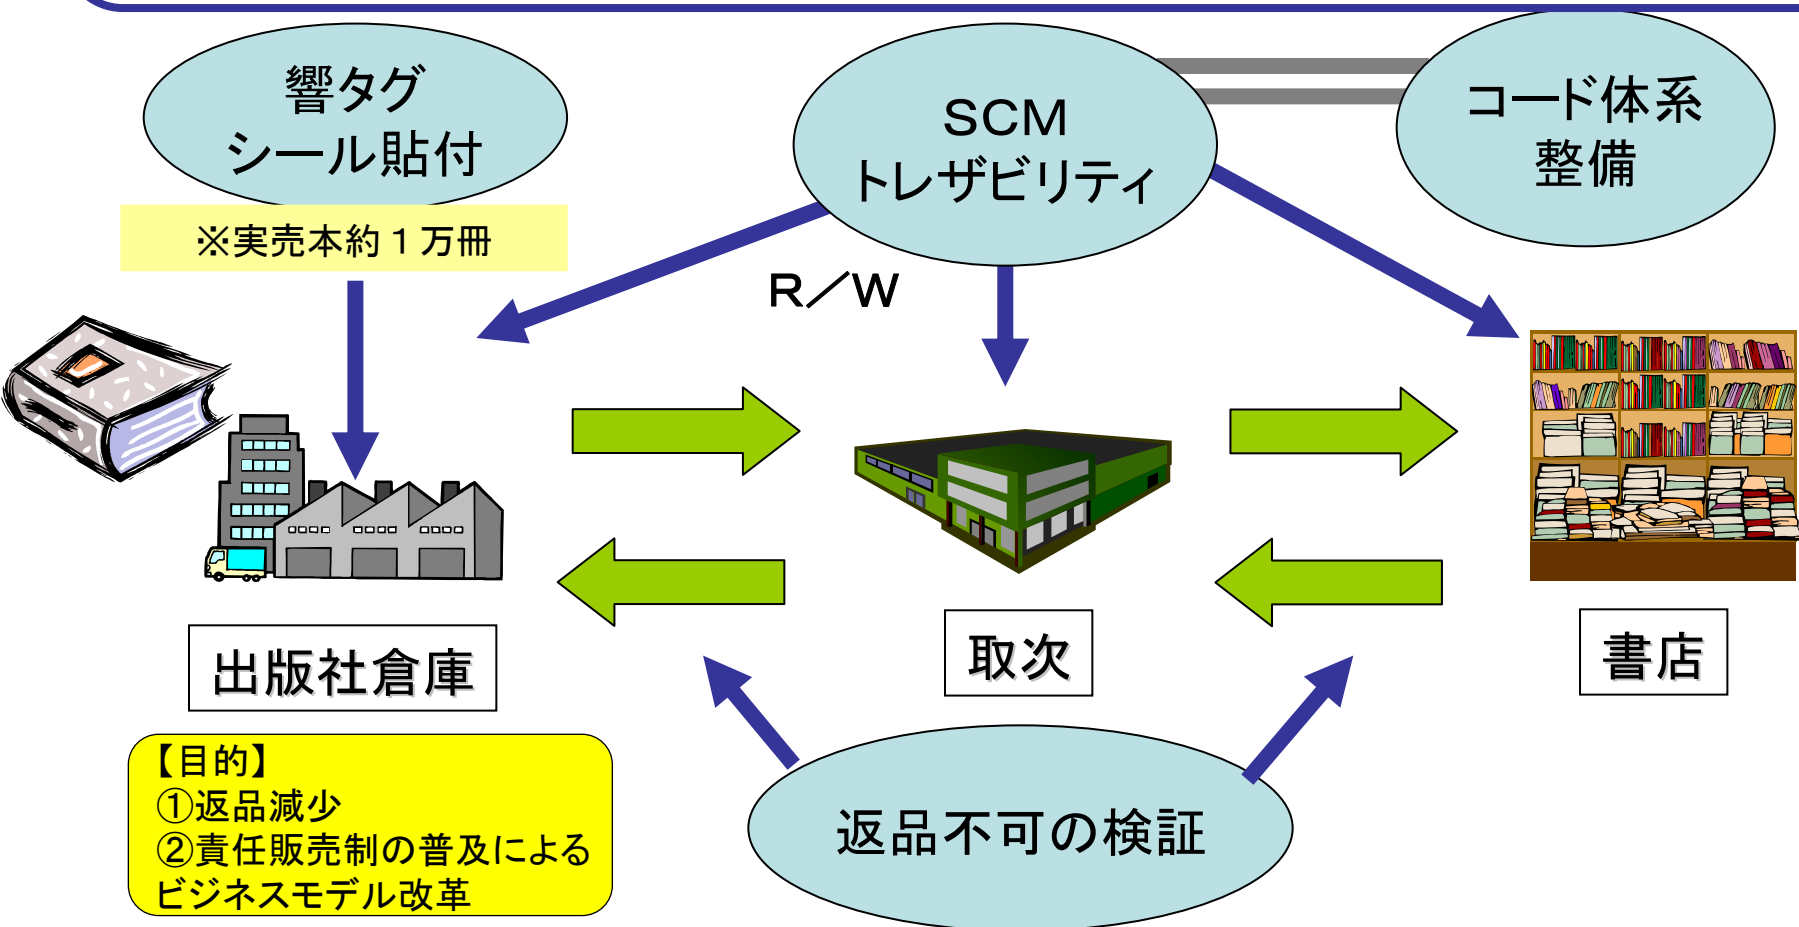 響タグ
シール貼付
※実売本約１万冊
ＳＣＭ
トレザビリティ
コード体系
整備
Ｒ／Ｗ
出版社倉庫
取次
書店
【目的】
①返品減少
②責任販売制の普及による
ビジネスモデル改革
返品不可の検証